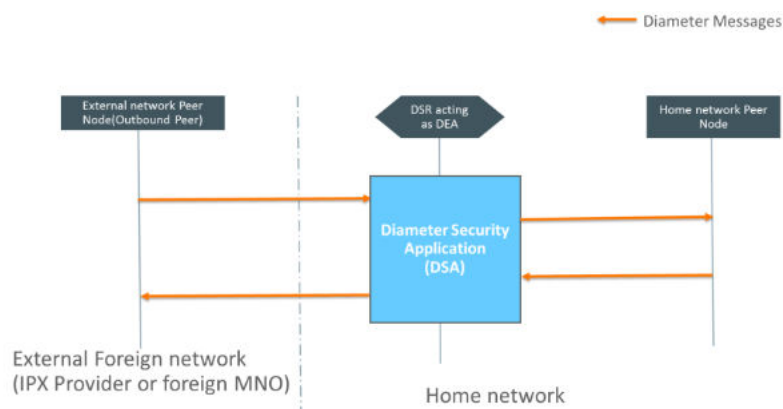 Diameter Messages
External network Peer
Node(Outbound Peer)
DSR acting
as DEA
Home network Peer
Node
Diameter Security
Application
(DSA)
External Foreign network
(IPX Provider or foreign MNO)
Home network